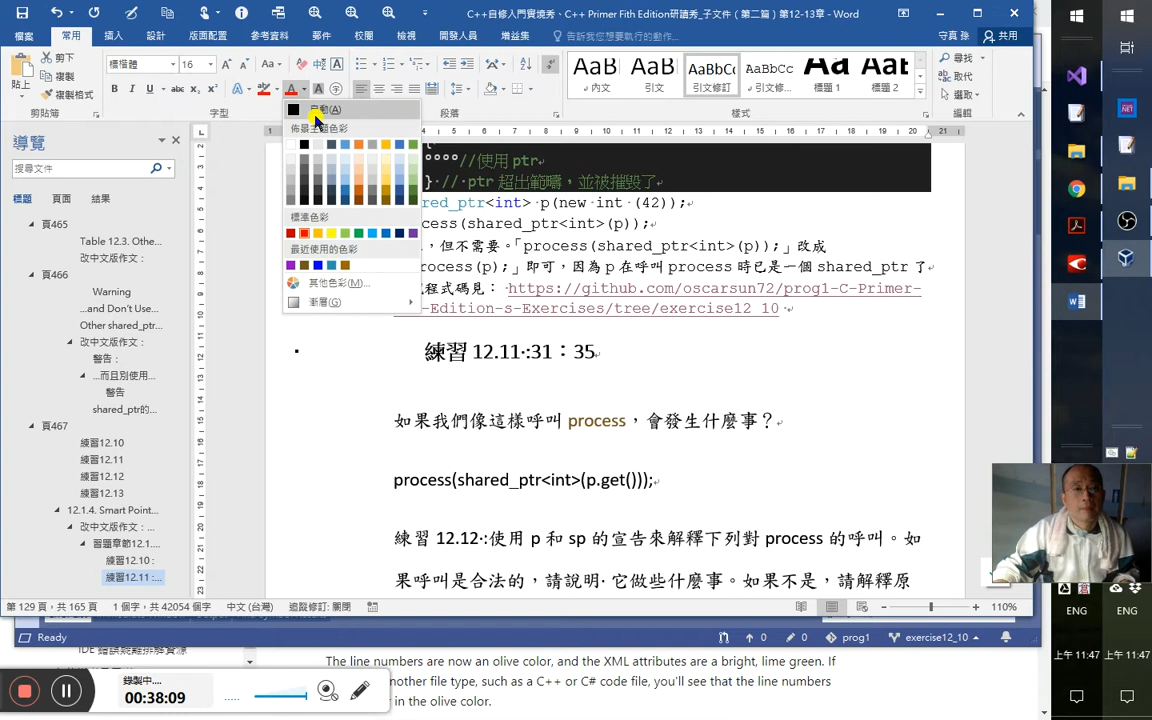 C++自修入門實境秀、C++ Primer Fith Edition研讀秀_子文件（第二篇）第12-13章 - Word
檔案 常用 插入 設計 版面配置 參考資料 郵件 校閱 檢視 開發人員 增益集 告訴我您想要執行的動作... 守真 孫 共用
貼上 剪下 複製 複製格式 剪貼簿
標楷體 16 字型
段落
AaBbC AaBbC AaBbCc AaBbCc AaB AaBb
內文 引文 引文修訂 引文修... 標題 1 標題 2
樣式
尋找 取代 選取 編輯
自動(A)
佈景主題色彩
標準色彩
最近使用的色彩
其他色彩(M)...
漸層(G)
導覽
搜尋文件
標題 頁面 結果
頁465
Table 12.3. Othe...
改中文版作文：
頁466
Warning
...and Don't Use...
Other shared_ptr...
改中文版作文：
警告：
...而且別使用...
警告
shared_ptr的...
頁467
練習12.10
練習12.11
練習12.12
練習12.13
12.1.4. Smart Point...
改中文版作文：...
習題章節12.1....
練習12.10：
練習12.11：...
{
//使用 ptr
} // ptr 超出範疇，並被摧毀了
red_ptr<int> p(new int (42));
cess(shared_ptr<int>(p));
，但不需要。「process(shared_ptr<int>(p));」改成
process(p);」即可，因為 p 在呼叫 process 時已是一個 shared_ptr 了
程式碼見： https://github.com/oscarsun72/prog1-C-Primer-
-Edition-s-Exercises/tree/exercise12_10
練習 12.11 :31：35
如果我們像這樣呼叫 process，會發生什麼事？
process(shared_ptr<int>(p.get()));
練習 12.12 :使用 p 和 sp 的宣告來解釋下列對 process 的呼叫。如
果呼叫是合法的，請說明 它做些什麼事。如果不是，請解釋原
第 129 頁，共 165 頁 1 個字，共 42054 個字 中文 (台灣) 追蹤修訂: 關閉 110%
Ready 0 0 prog1 exercise12_10
IDE 錯誤疑難排解資源
The line numbers are now an olive color, and the XML attributes are a bright, lime green. If
nother file type, such as a C++ or C# code file, you'll see that the line numbers
r in the olive color.
錄製中...
00:38:09
ENG ENG
上午 11:47 上午 11:47